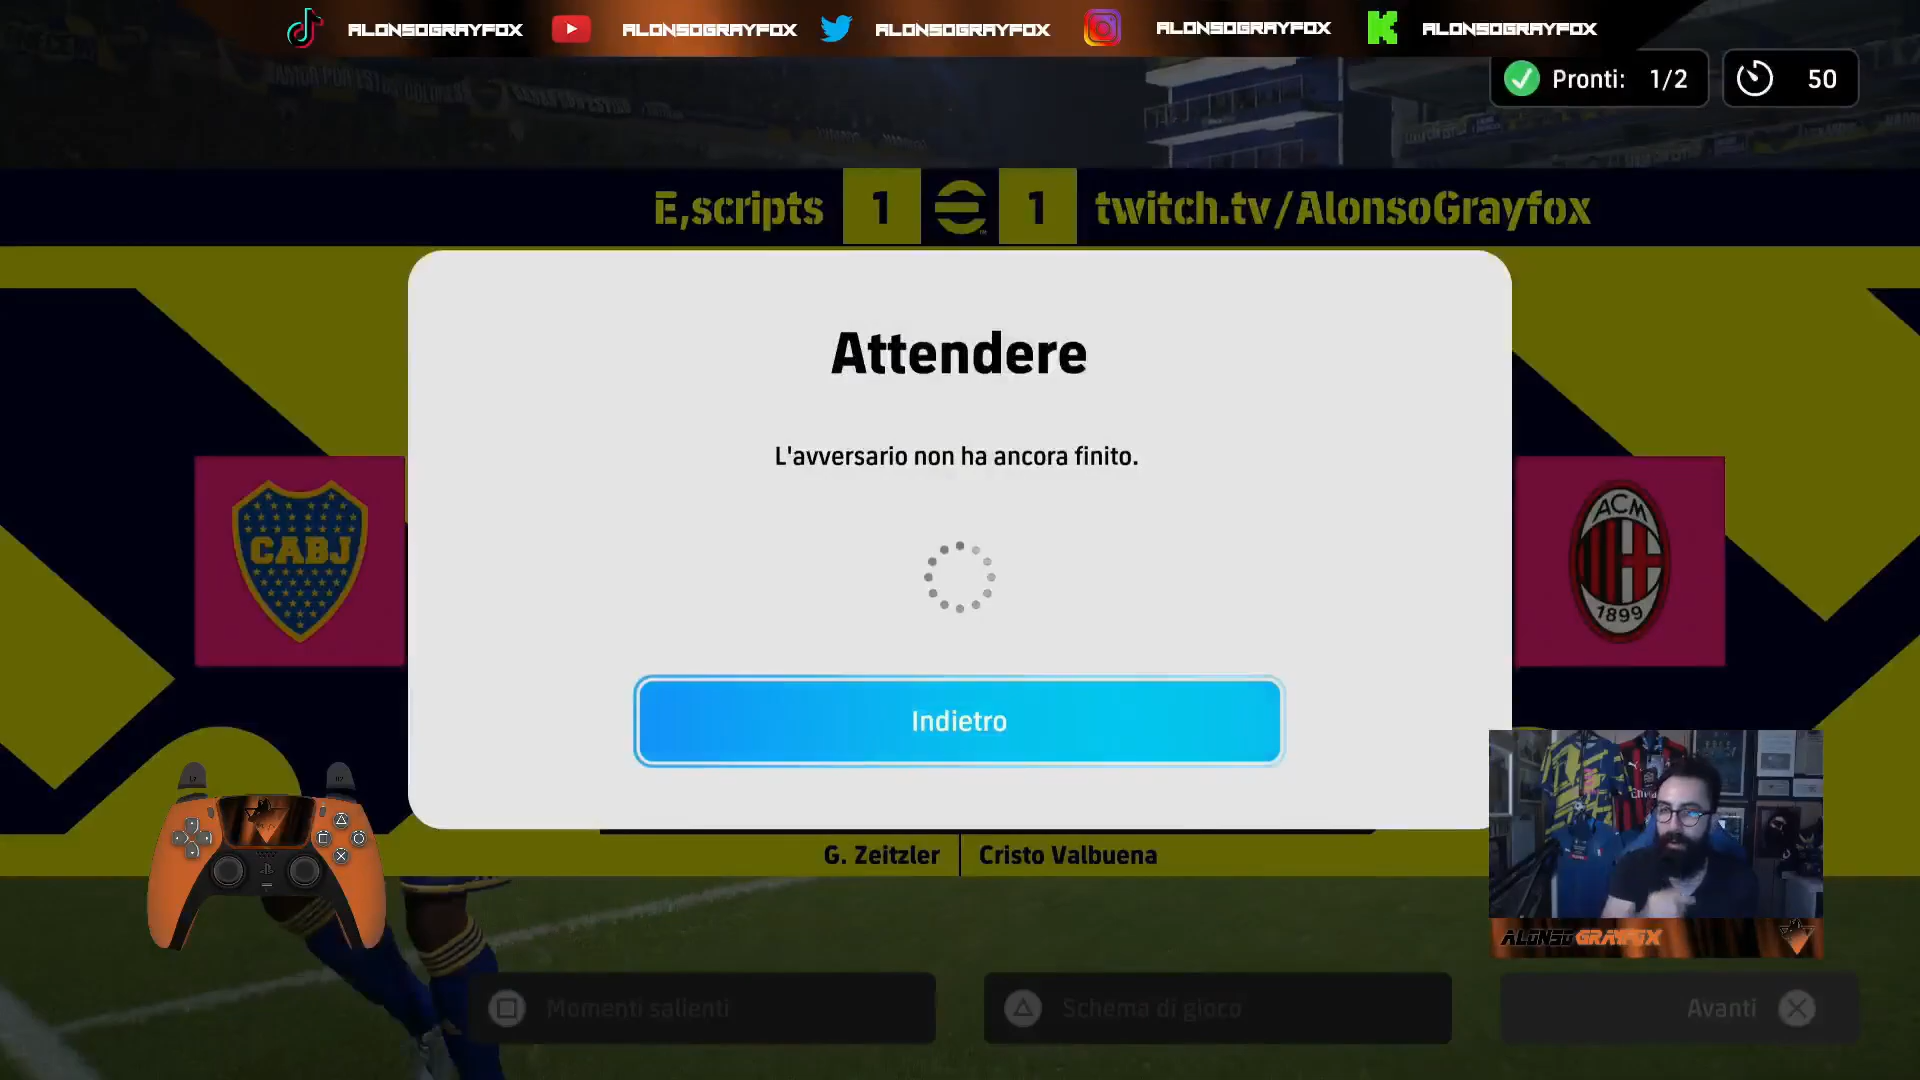 ALONSOGRAYFOX ALONSOGRAYFOX ALONSOGRAYFOX ALONSOGRAYFOX ALONSOGRAYFOX
Pronti: 1/2 50
E,scripts 1 1 twitch.tv/AlonsoGrayfox
Attendere
L'avversario non ha ancora finito.
CABJ
ACM
1899
Indietro
G. Zeitzler Cristo Valbuena
ALONSOGRAYFOX
Momenti salienti Schema di gioco Avanti